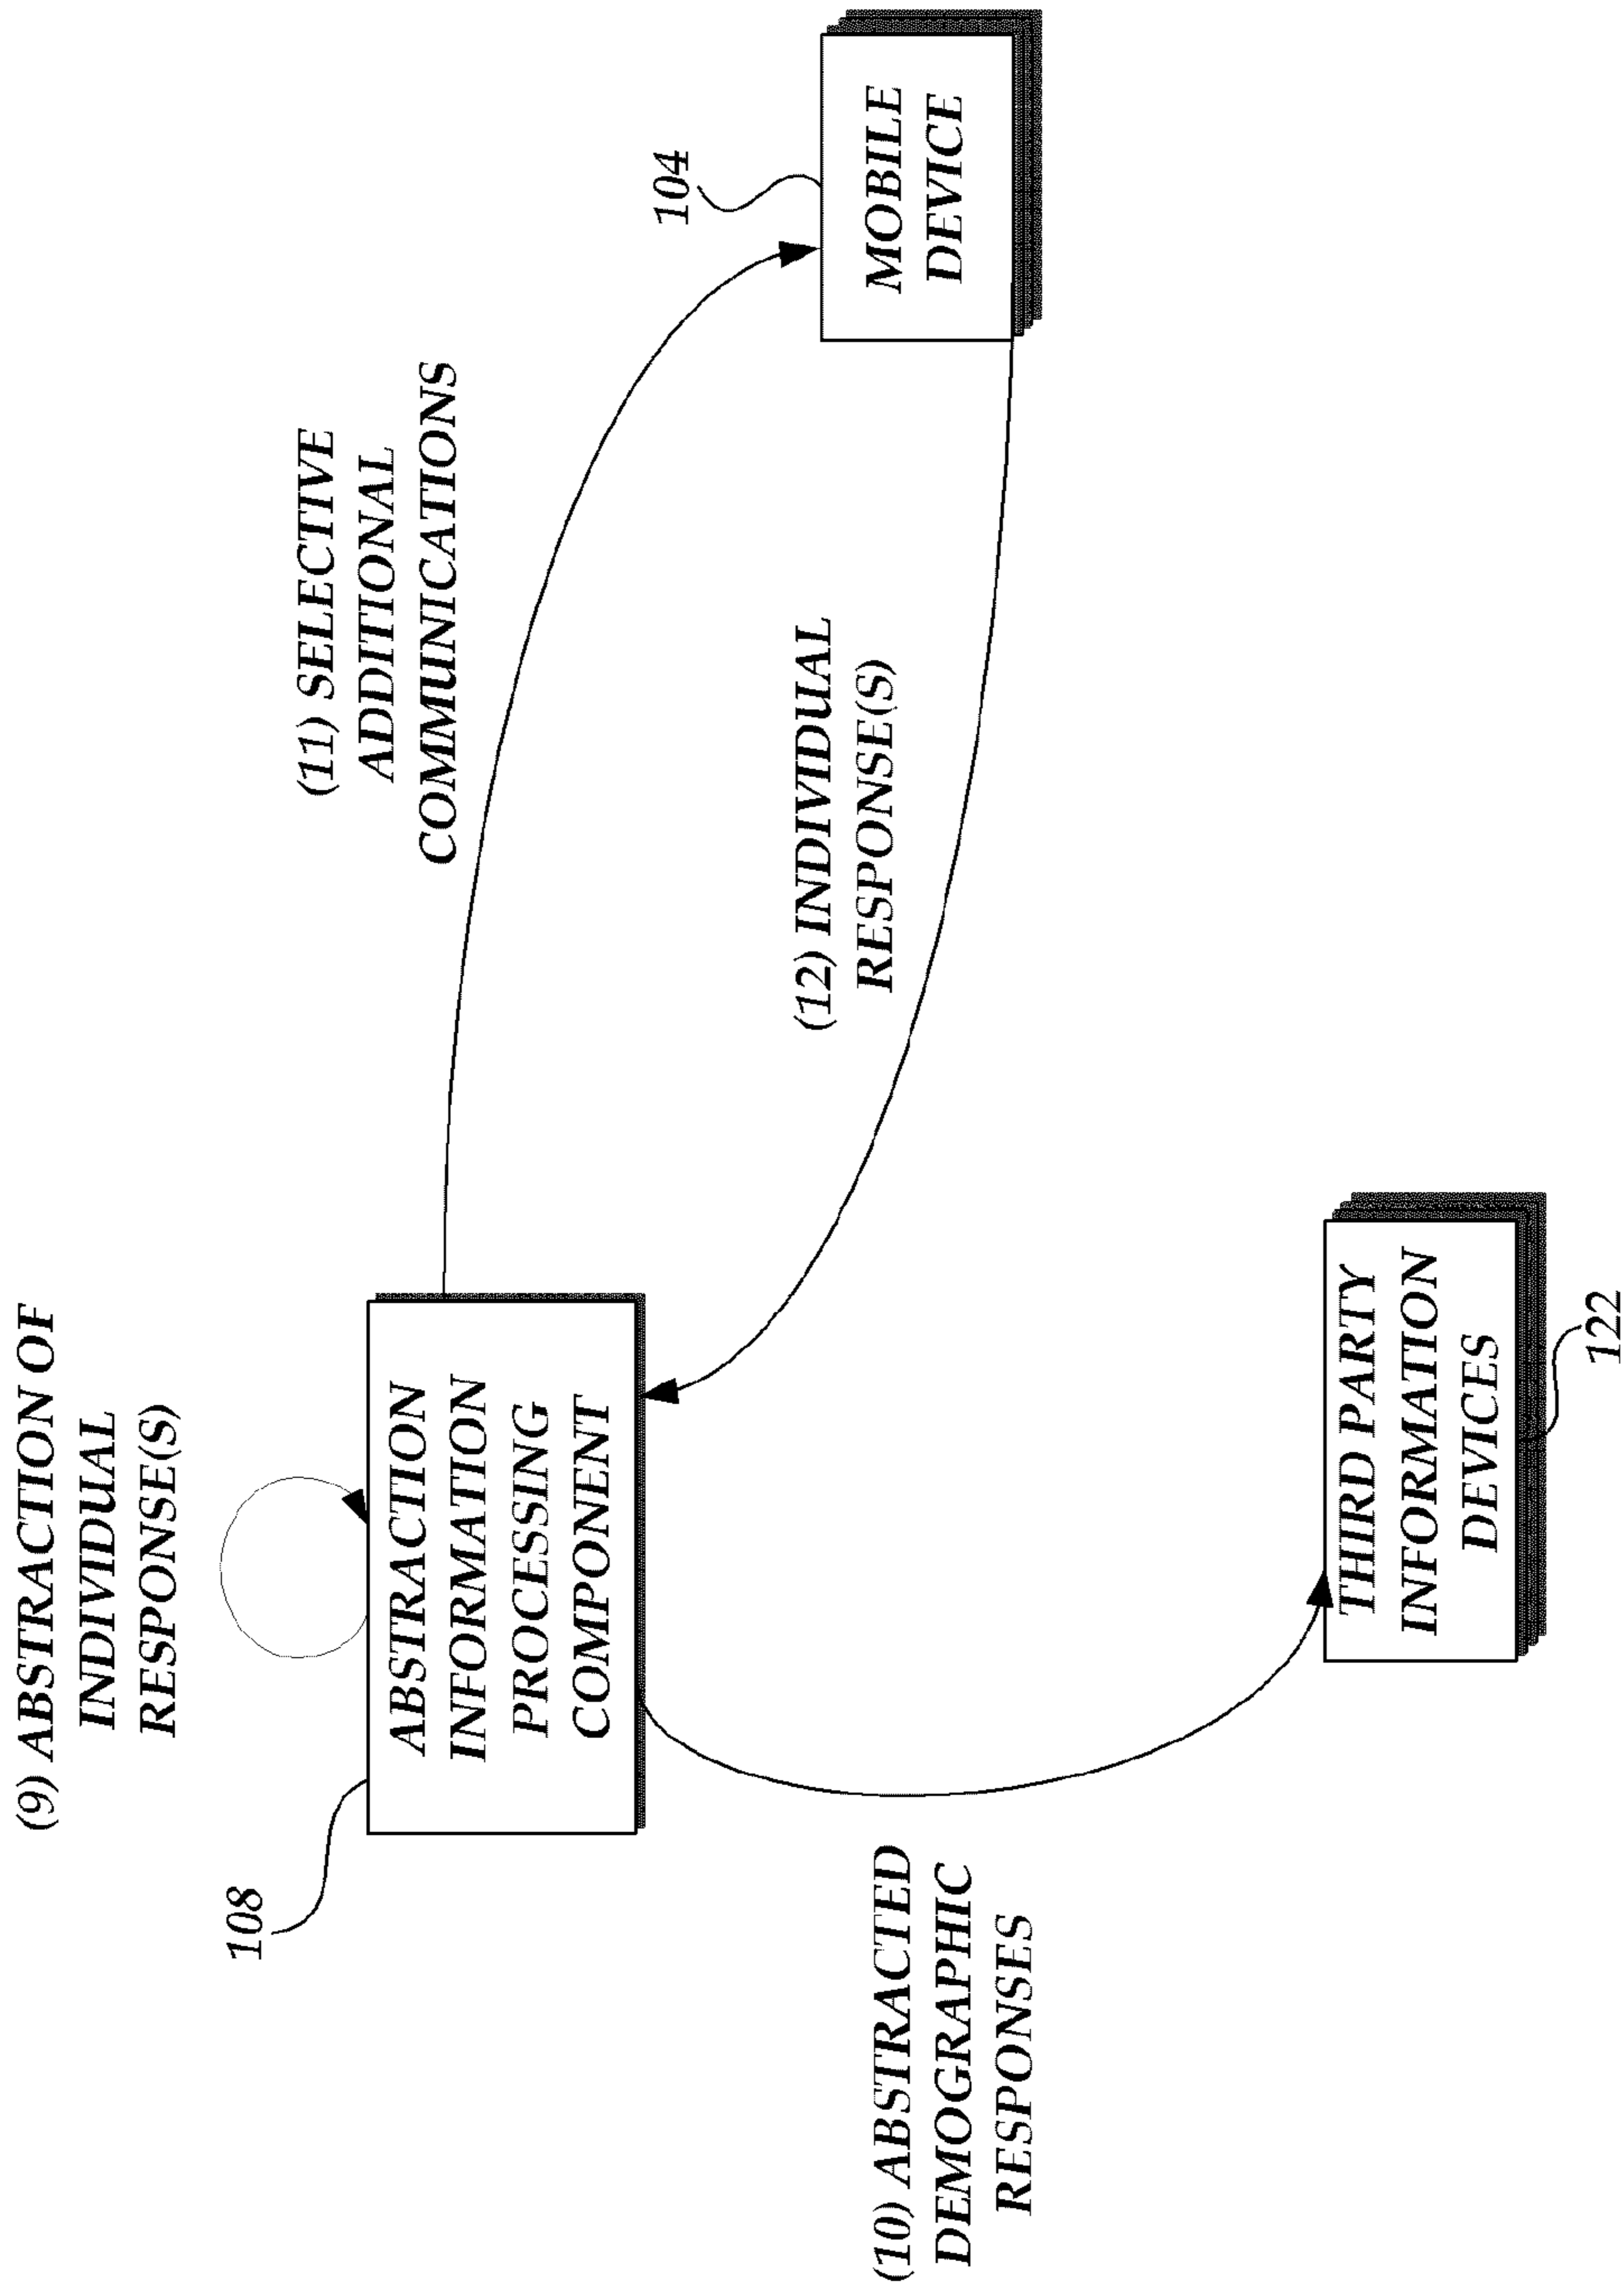 (9) ABSTRACTION OF
INDIVIDUAL
RESPONSE(S)
108
ABSTRACTION
INFORMATION
PROCESSING
COMPONENT
(11) SELECTIVE
ADDITIONAL
COMMUNICATIONS
104
MOBILE
DEVICE
(12) INDIVIDUAL
RESPONSE(S)
(10) ABSTRACTED
DEMOGRAPHIC
RESPONSES
THIRD PARTY
INFORMATION
DEVICES
122